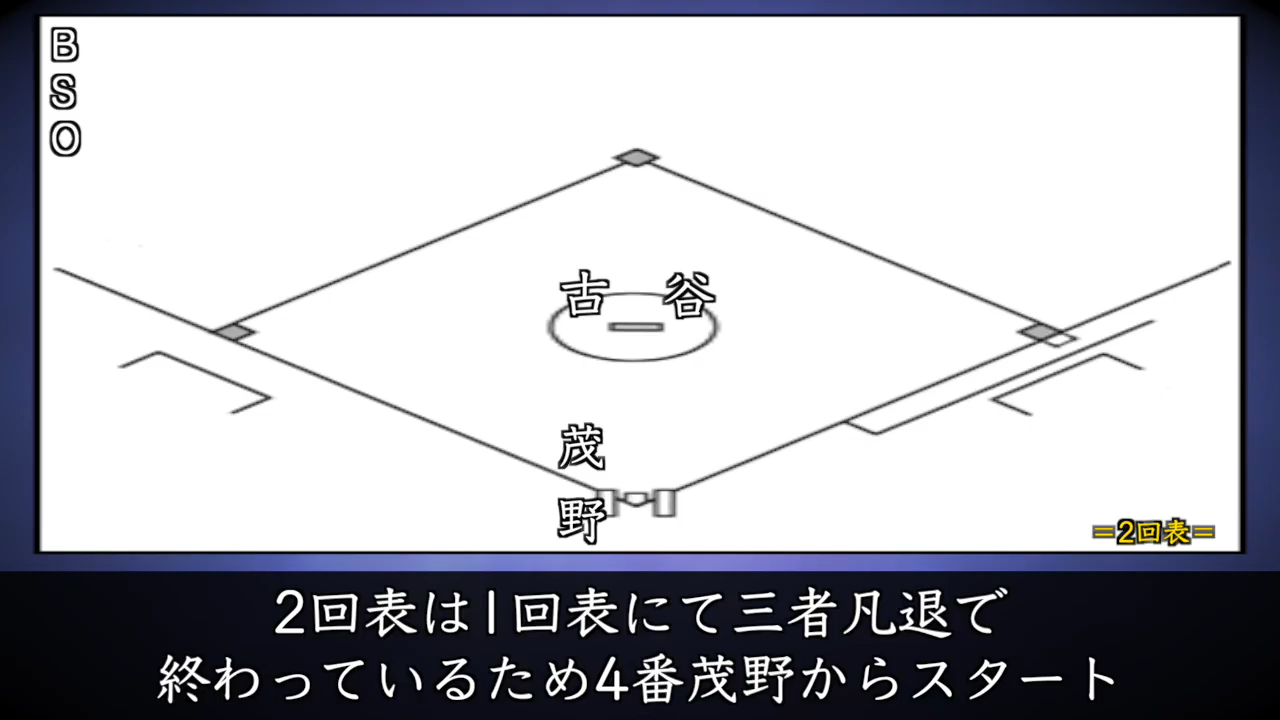 B
S
O
古 谷
茂
野
=2回表=
2回表は1回表にて三者凡退で
終わっているため4番茂野からスタート